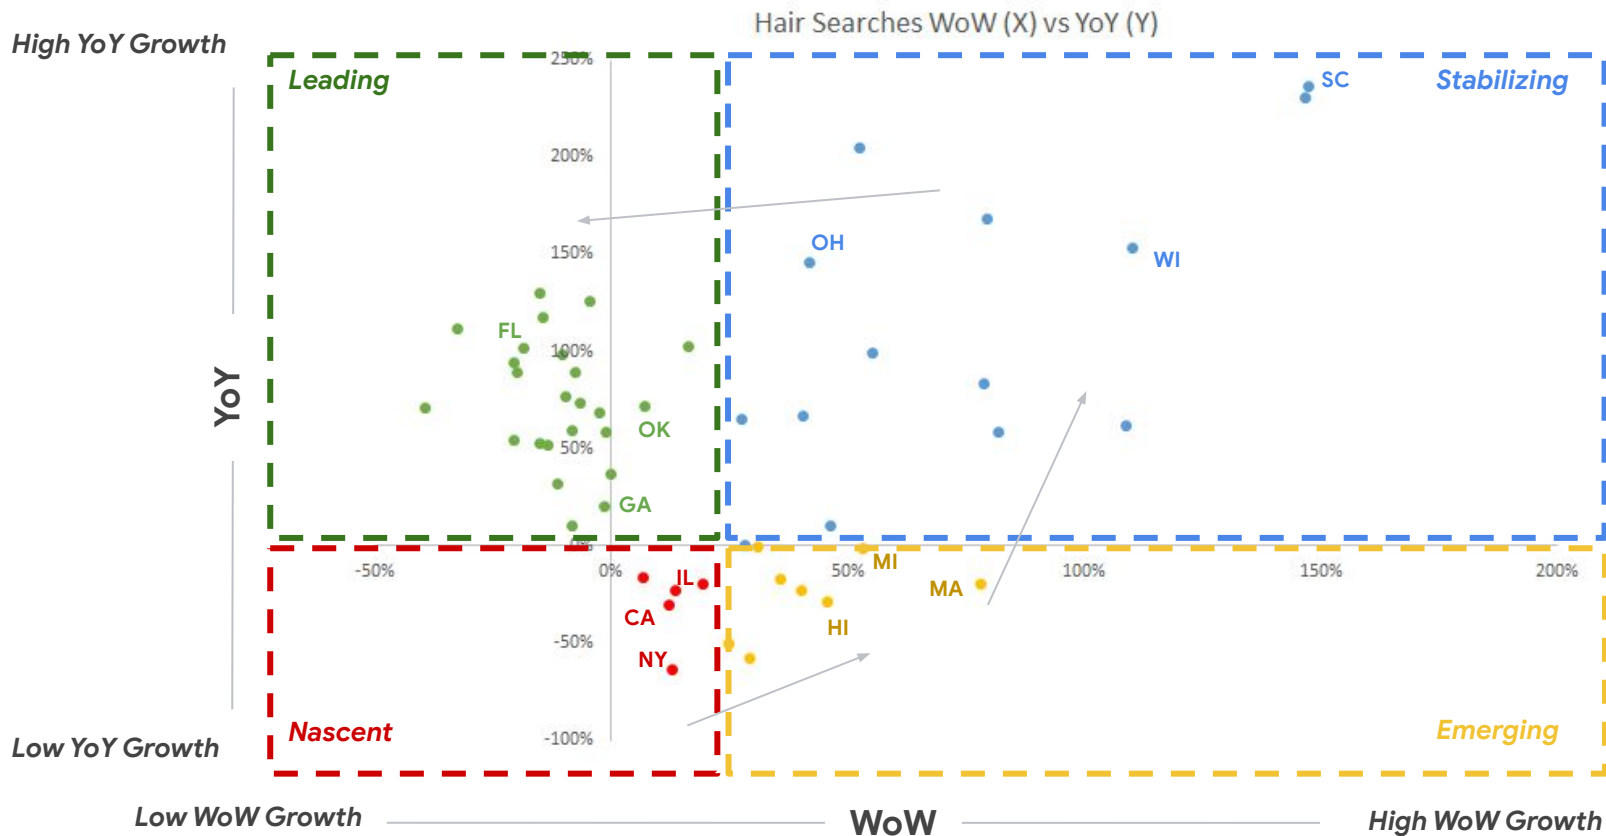 Hair Searches WoW (X) vs YoY (Y)
High YoY Growth
250%
Leading
SC
Stabilizing
200%
OH
150%
WI
FL
100%
YoY
OK
50%
GA
0%
-50%
0%
50%
100%
150%
200%
MI
IL
MA
CA
HI
-50%
NY
Nascent
Emerging
-100%
Low YoY Growth
Low WoW Growth
WoW
High WoW Growth